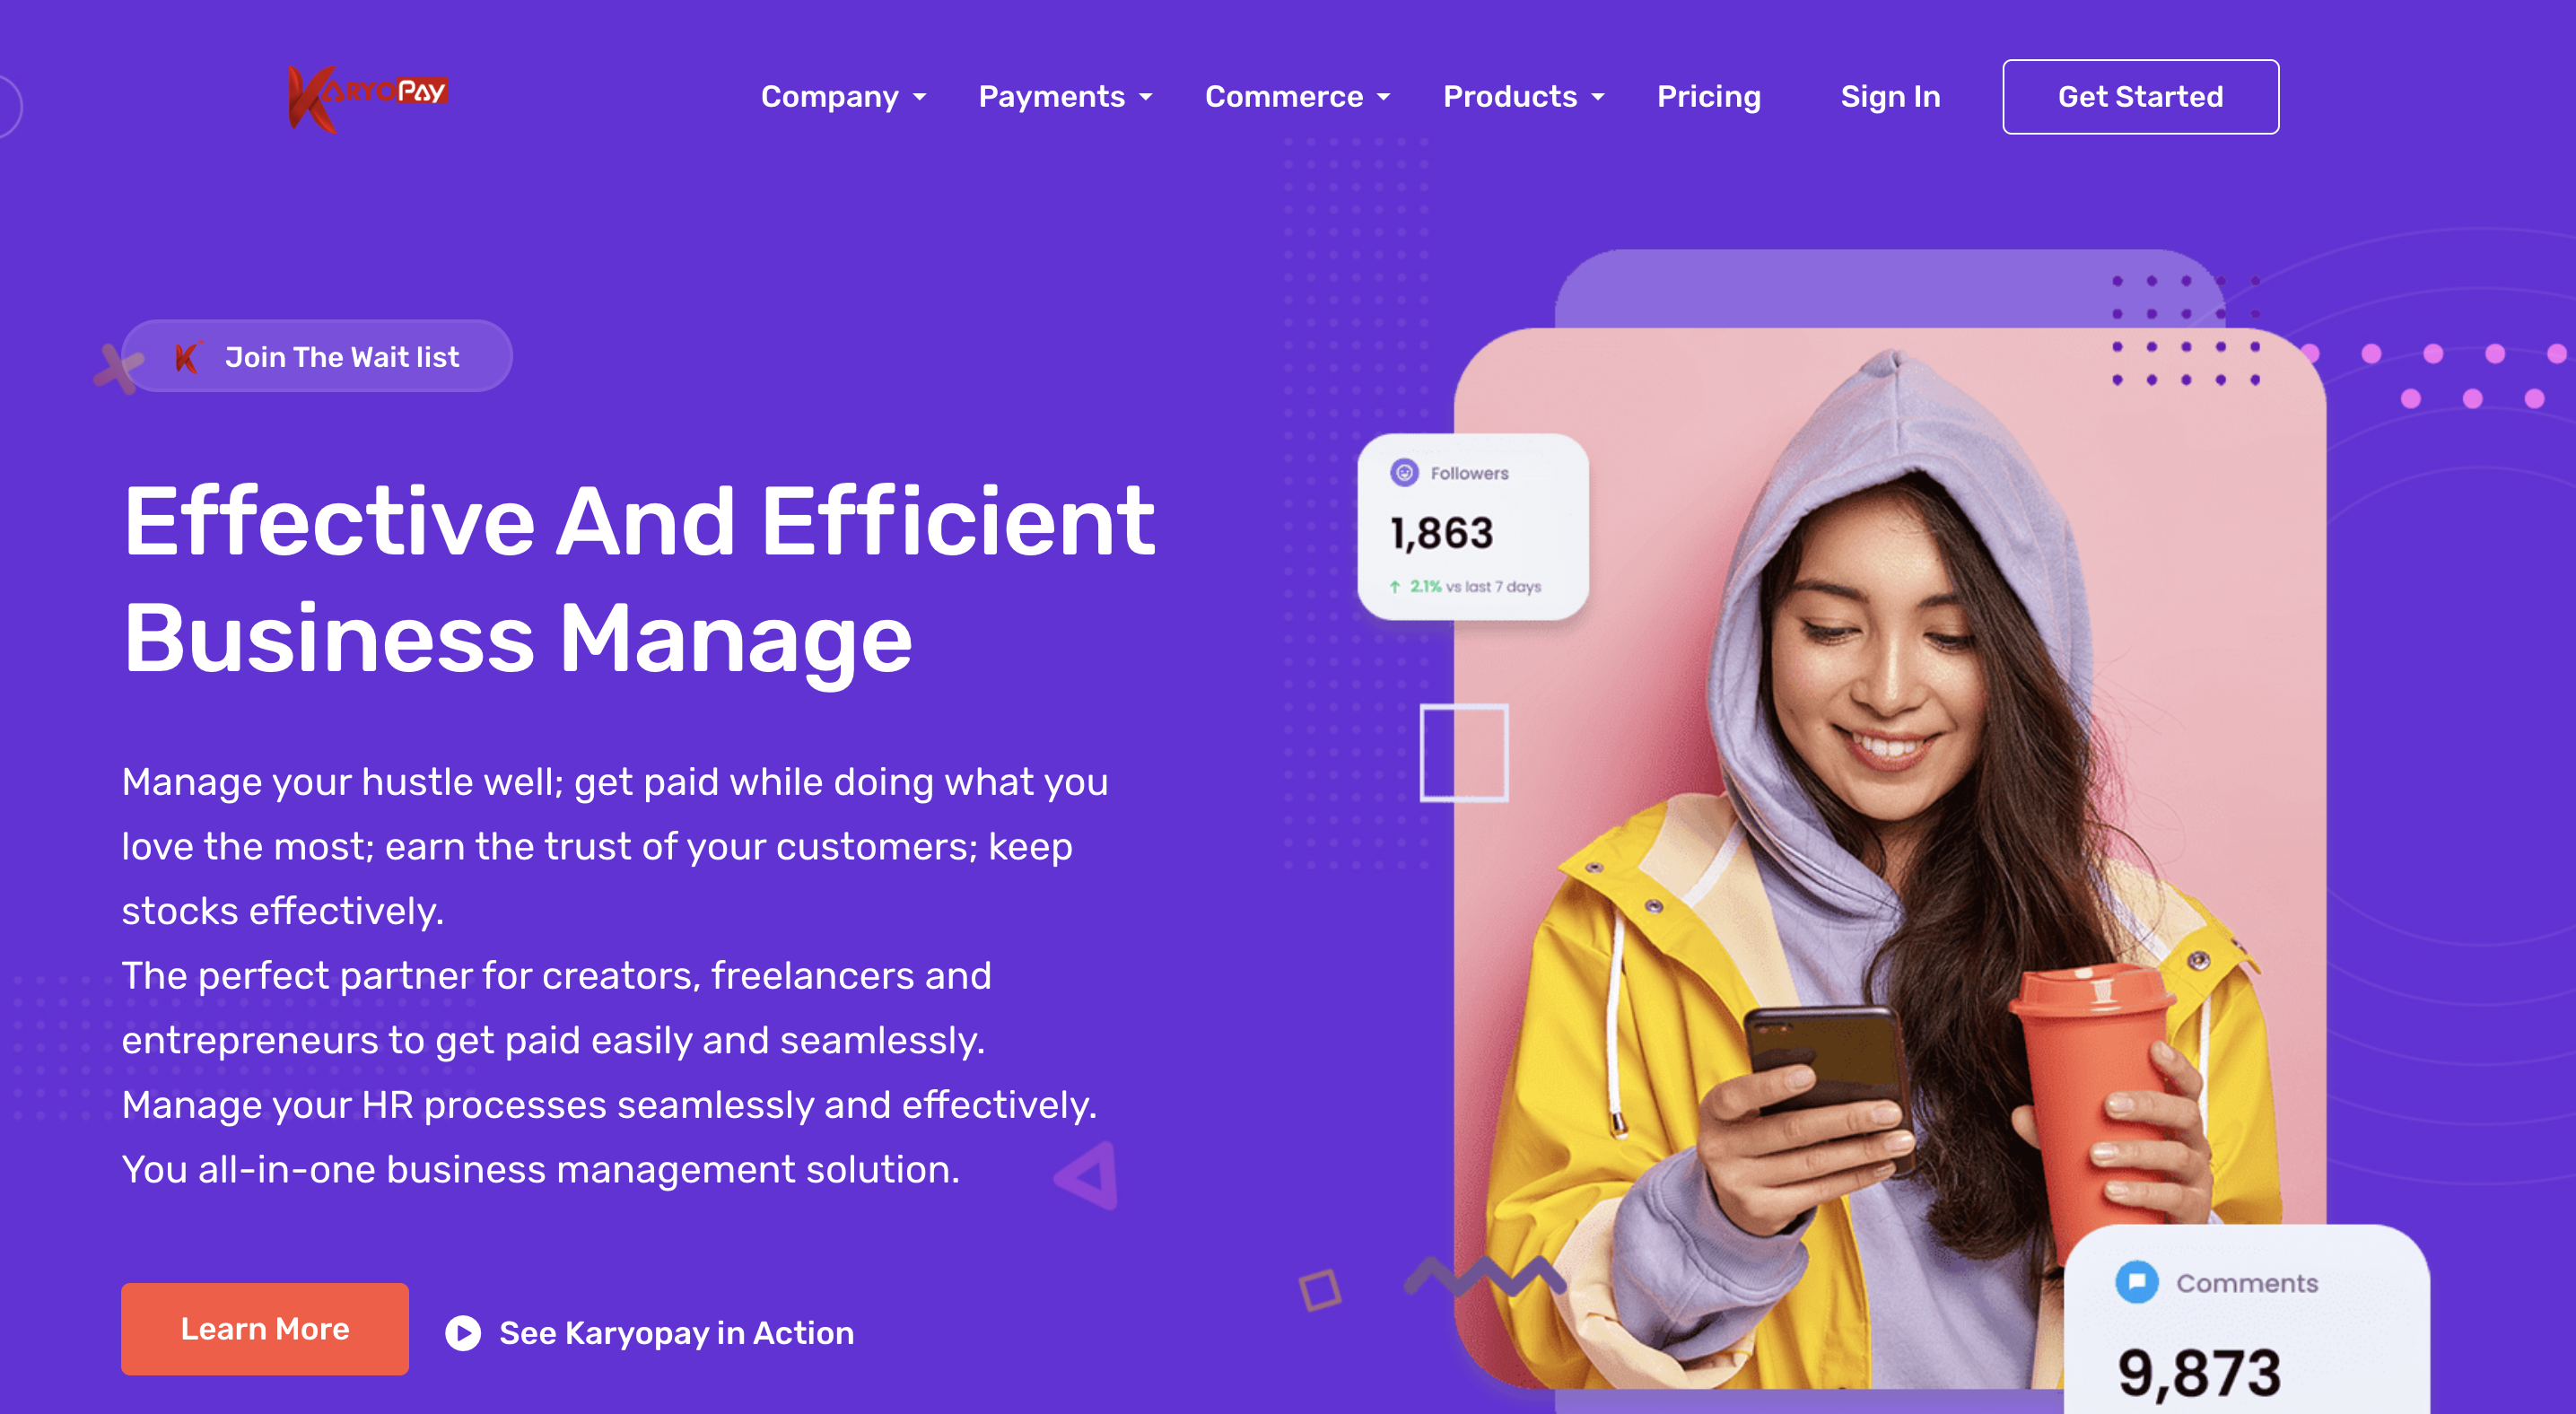 KARYOPAY
Company
Payments
Commerce
Products
Pricing
Sign In
Get Started
Join The Wait list
Effective And Efficient
Business Manage
Manage your hustle well; get paid while doing what you
love the most; earn the trust of your customers; keep
stocks effectively.
The perfect partner for creators, freelancers and
entrepreneurs to get paid easily and seamlessly.
Manage your HR processes seamlessly and effectively.
You all-in-one business management solution.
Learn More
See Karyopay in Action
Followers
1,863
2.1% vs last 7 days
Comments
9,873